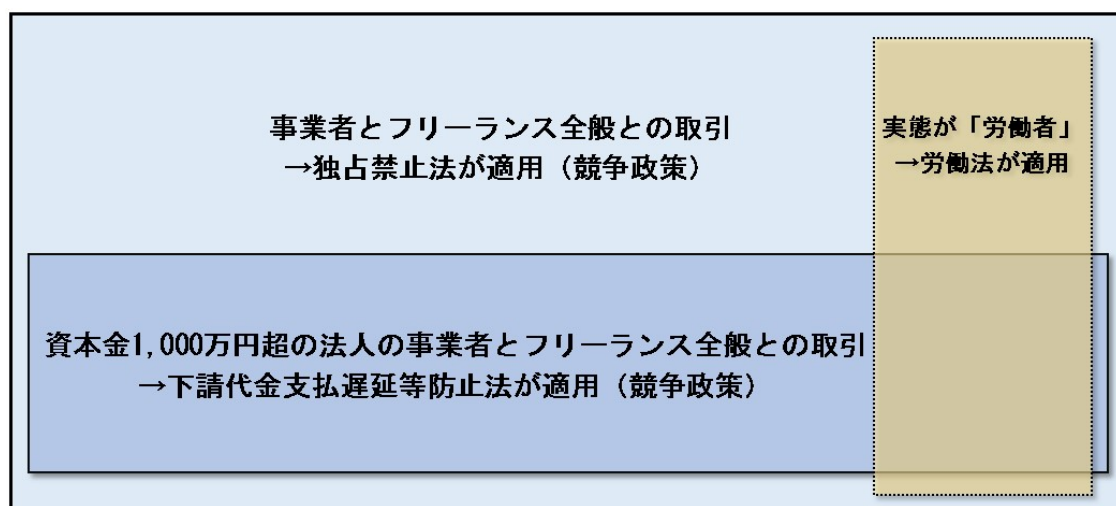 事業者とフリーランス全般との取引
→独占禁止法が適用（競争政策）
実態が「労働者」
→労働法が適用
資本金1,000万円超の法人の事業者とフリーランス全般との取引
→下請代金支払遅延等防止法が適用（競争政策）